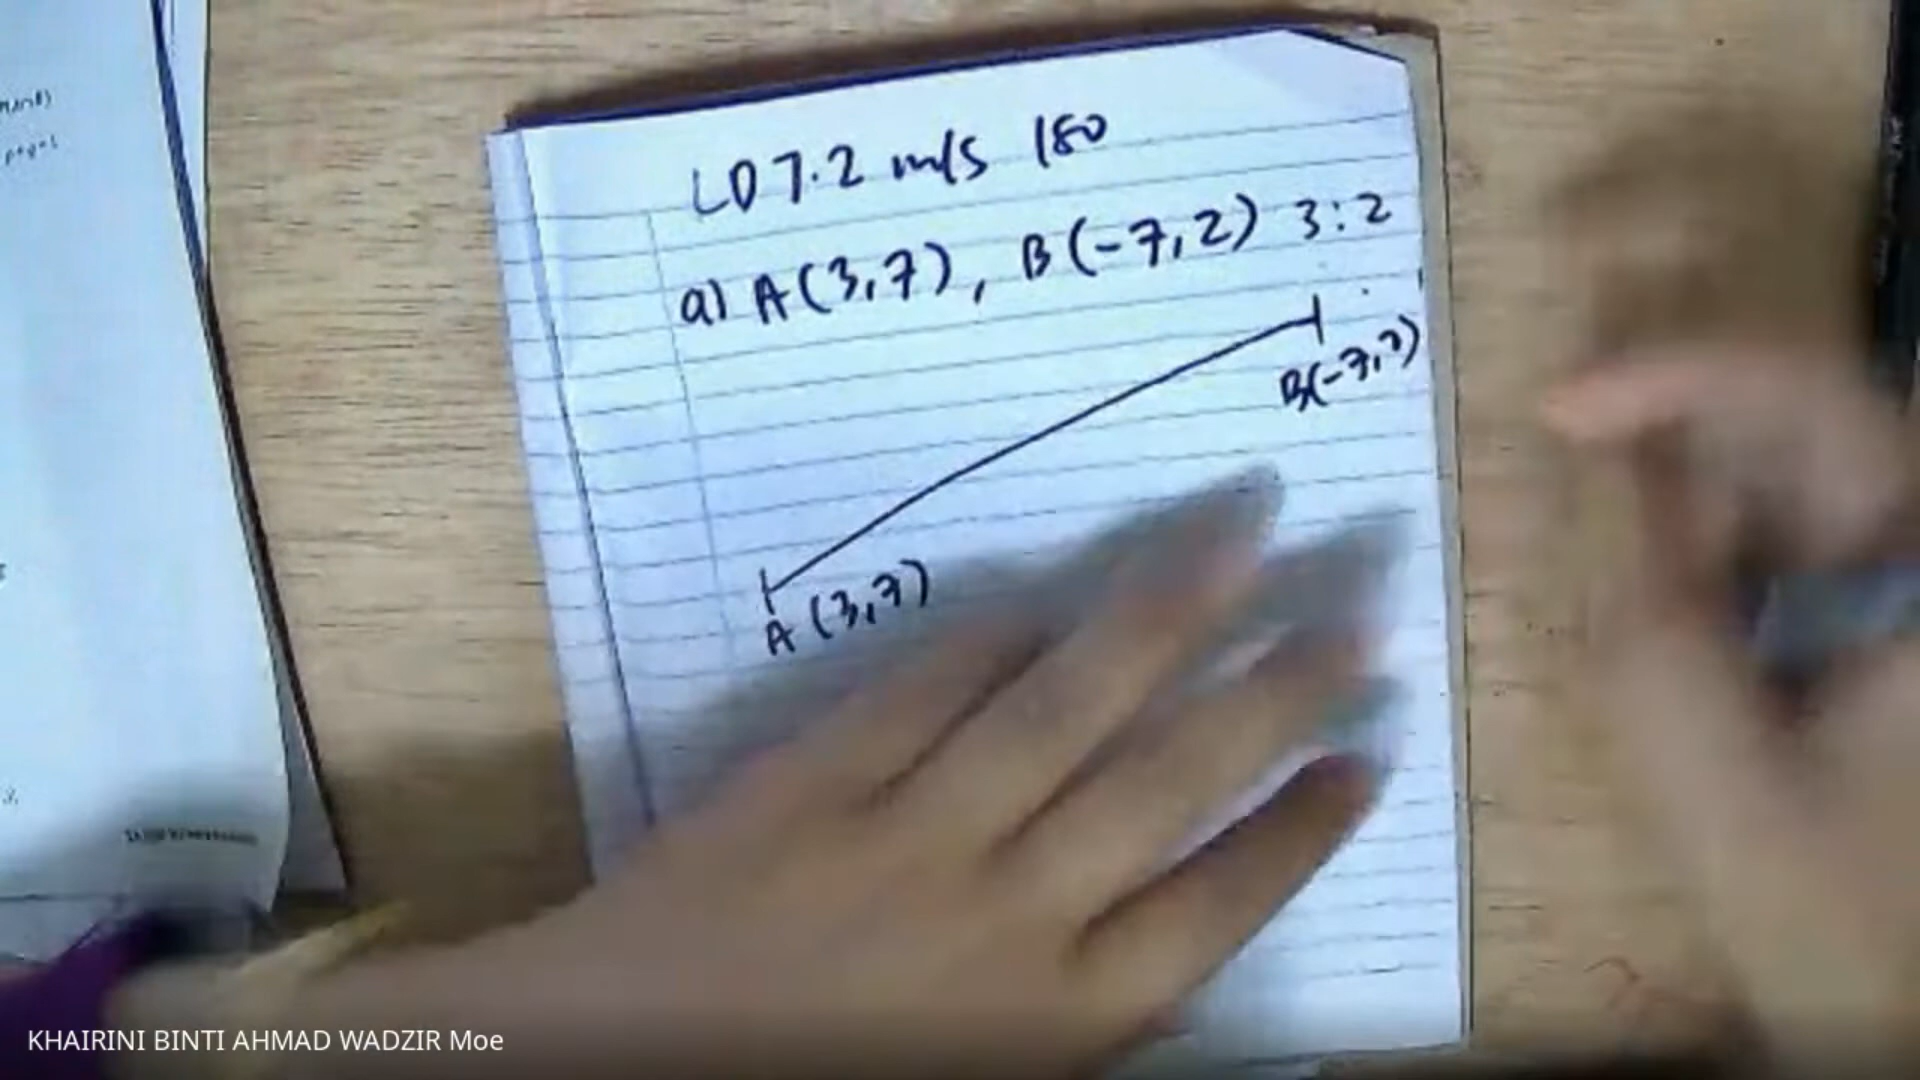 LD 7.2 m/s 180
a) A(3,7), B(-7,2) 3:2
B(-7,2)
A (3,7)
KHAIRINI BINTI AHMAD WADZIR Moe